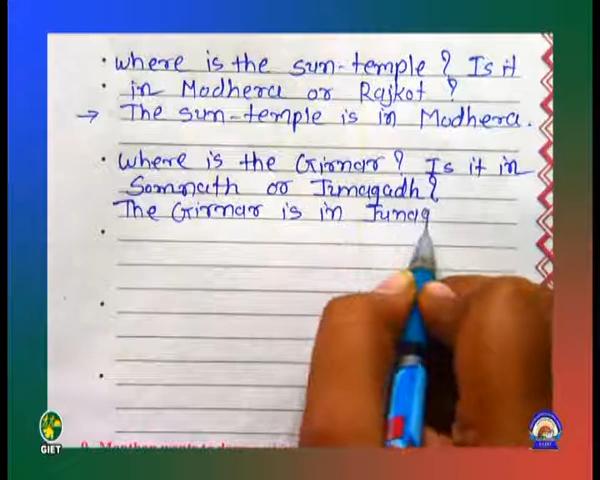 • Where is the sun-temple ? Is it
• in Modhera or Rajkot ?
→ The sun-temple is in Modhera.
• Where is the Girnar ? Is it in
Somnath or Junagadh ?
The Girnar is in Junag
•
•
•
9.
GIET